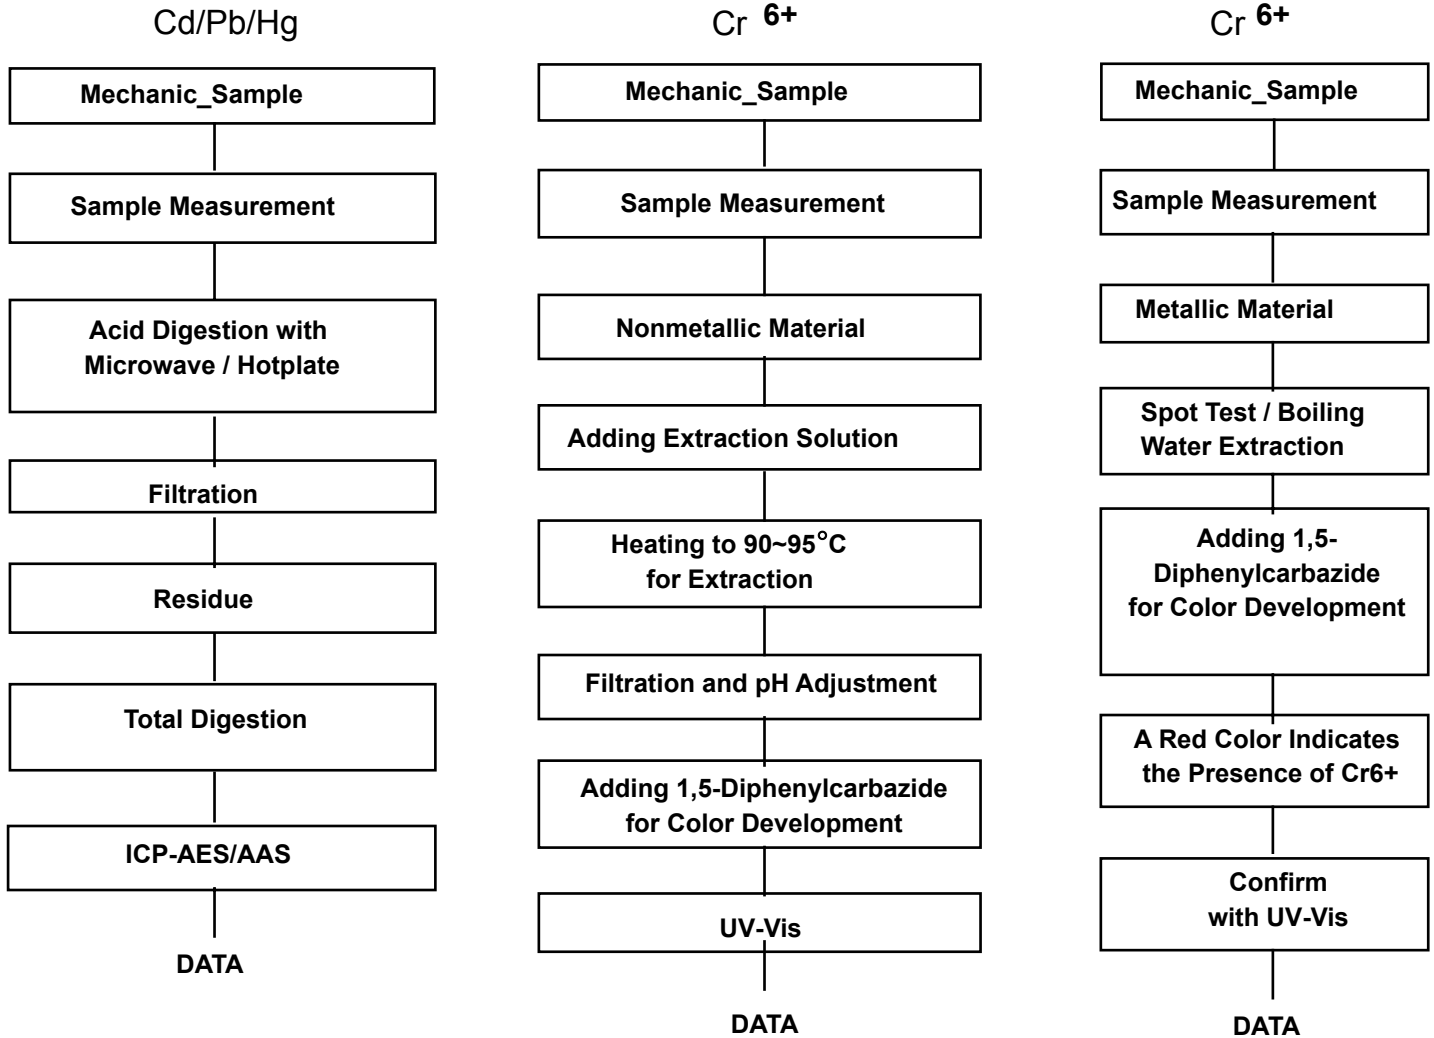 Cd/Pb/Hg
Mechanic_Sample
Sample Measurement
Acid Digestion with
Microwave / Hotplate
Filtration
Residue
Total Digestion
ICP-AES/AAS
DATA
Cr 6+
Mechanic_Sample
Sample Measurement
Nonmetallic Material
Adding Extraction Solution
Heating to 90~95°C
for Extraction
Filtration and pH Adjustment
Adding 1,5-Diphenylcarbazide
for Color Development
UV-Vis
DATA
Cr 6+
Mechanic_Sample
Sample Measurement
Metallic Material
Spot Test / Boiling
Water Extraction
Adding 1,5-
Diphenylcarbazide
for Color Development
A Red Color Indicates
the Presence of Cr6+
Confirm
with UV-Vis
DATA